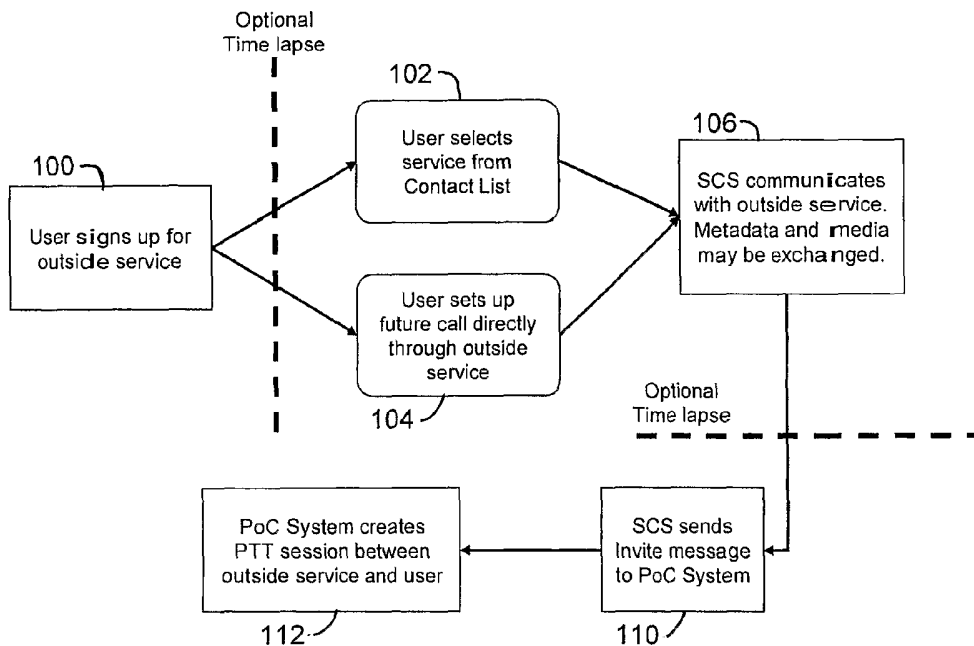 Optional
Time lapse
100
User signs up for
outside service
102
User selects
service from
Contact List
User sets up
future call directly
through outside
service
104
106
SCS communicates
with outside service.
Metadata and media
may be exchanged.
Optional
Time lapse
SCS sends
Invite message
to PoC System
110
PoC System creates
PTT session between
outside service and user
112